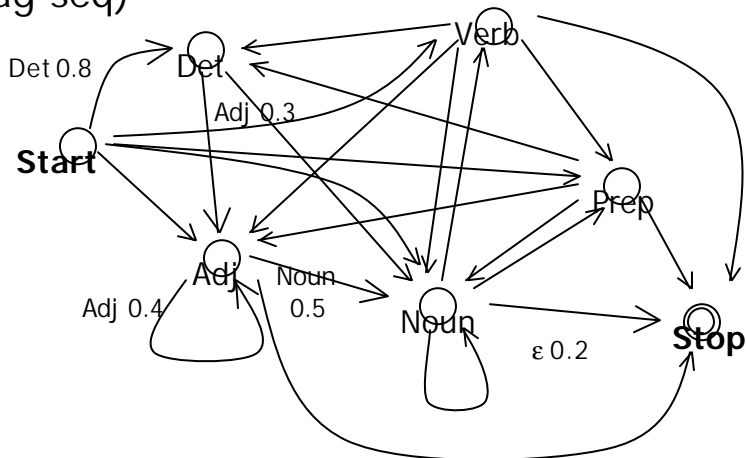 ag seq)
Verb
Det 0.8
Det
Adj 0.3
Start
Prep
Adj
Noun
0.5
Adj 0.4
Noun
Stop
ε 0.2